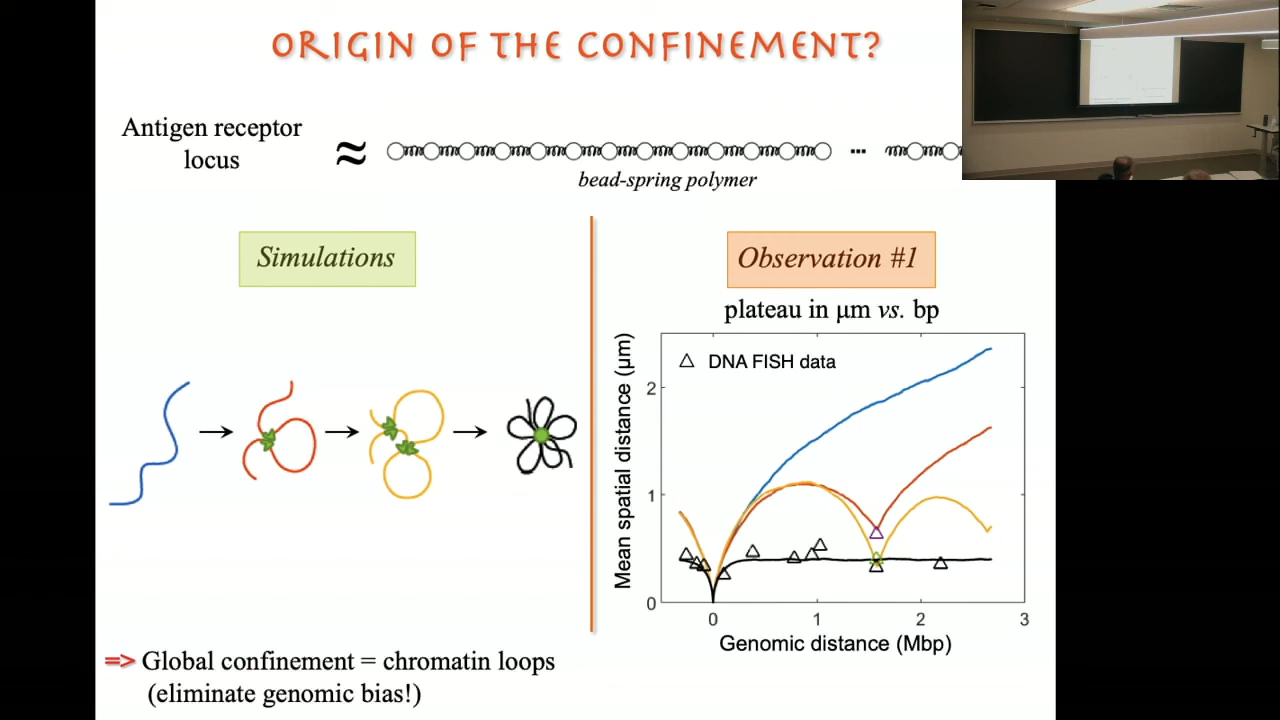 ORIGIN OF THE CONFINEMENT?
Antigen receptor
locus
≈
...
bead-spring polymer
Simulations
Observation #1
plateau in μm vs. bp
DNA FISH data
Mean spatial distance (μm)
2
1
0
0 1 2 3
Genomic distance (Mbp)
=> Global confinement = chromatin loops
(eliminate genomic bias!)